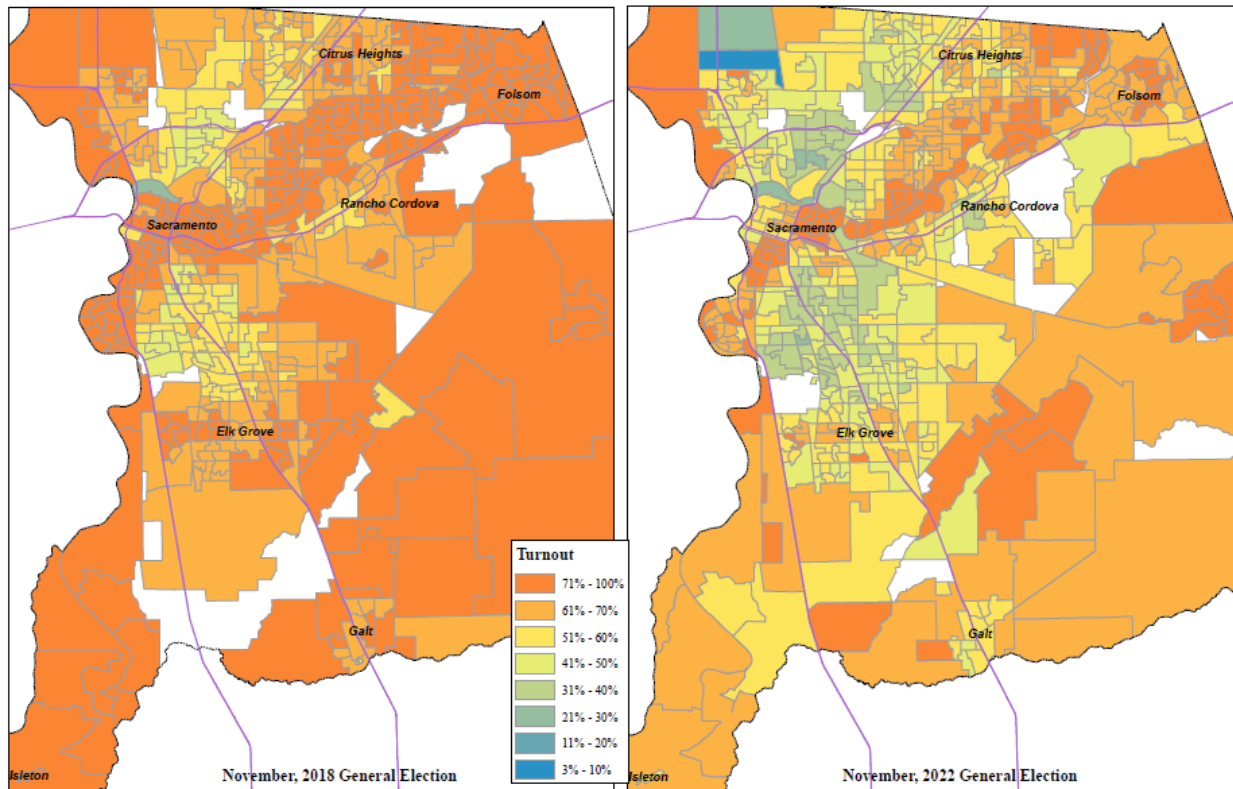 Citrus Heights
Folsom
Rancho Cordova
Sacramento
Elk Grove
Galt
Isleton
November, 2018 General Election
Turnout
71% - 100%
61% - 70%
51% - 60%
41% - 50%
31% - 40%
21% - 30%
11% - 20%
3% - 10%
Citrus Heights
Folsom
Rancho Cordova
Sacramento
Elk Grove
Galt
Isleton
November, 2022 General Election